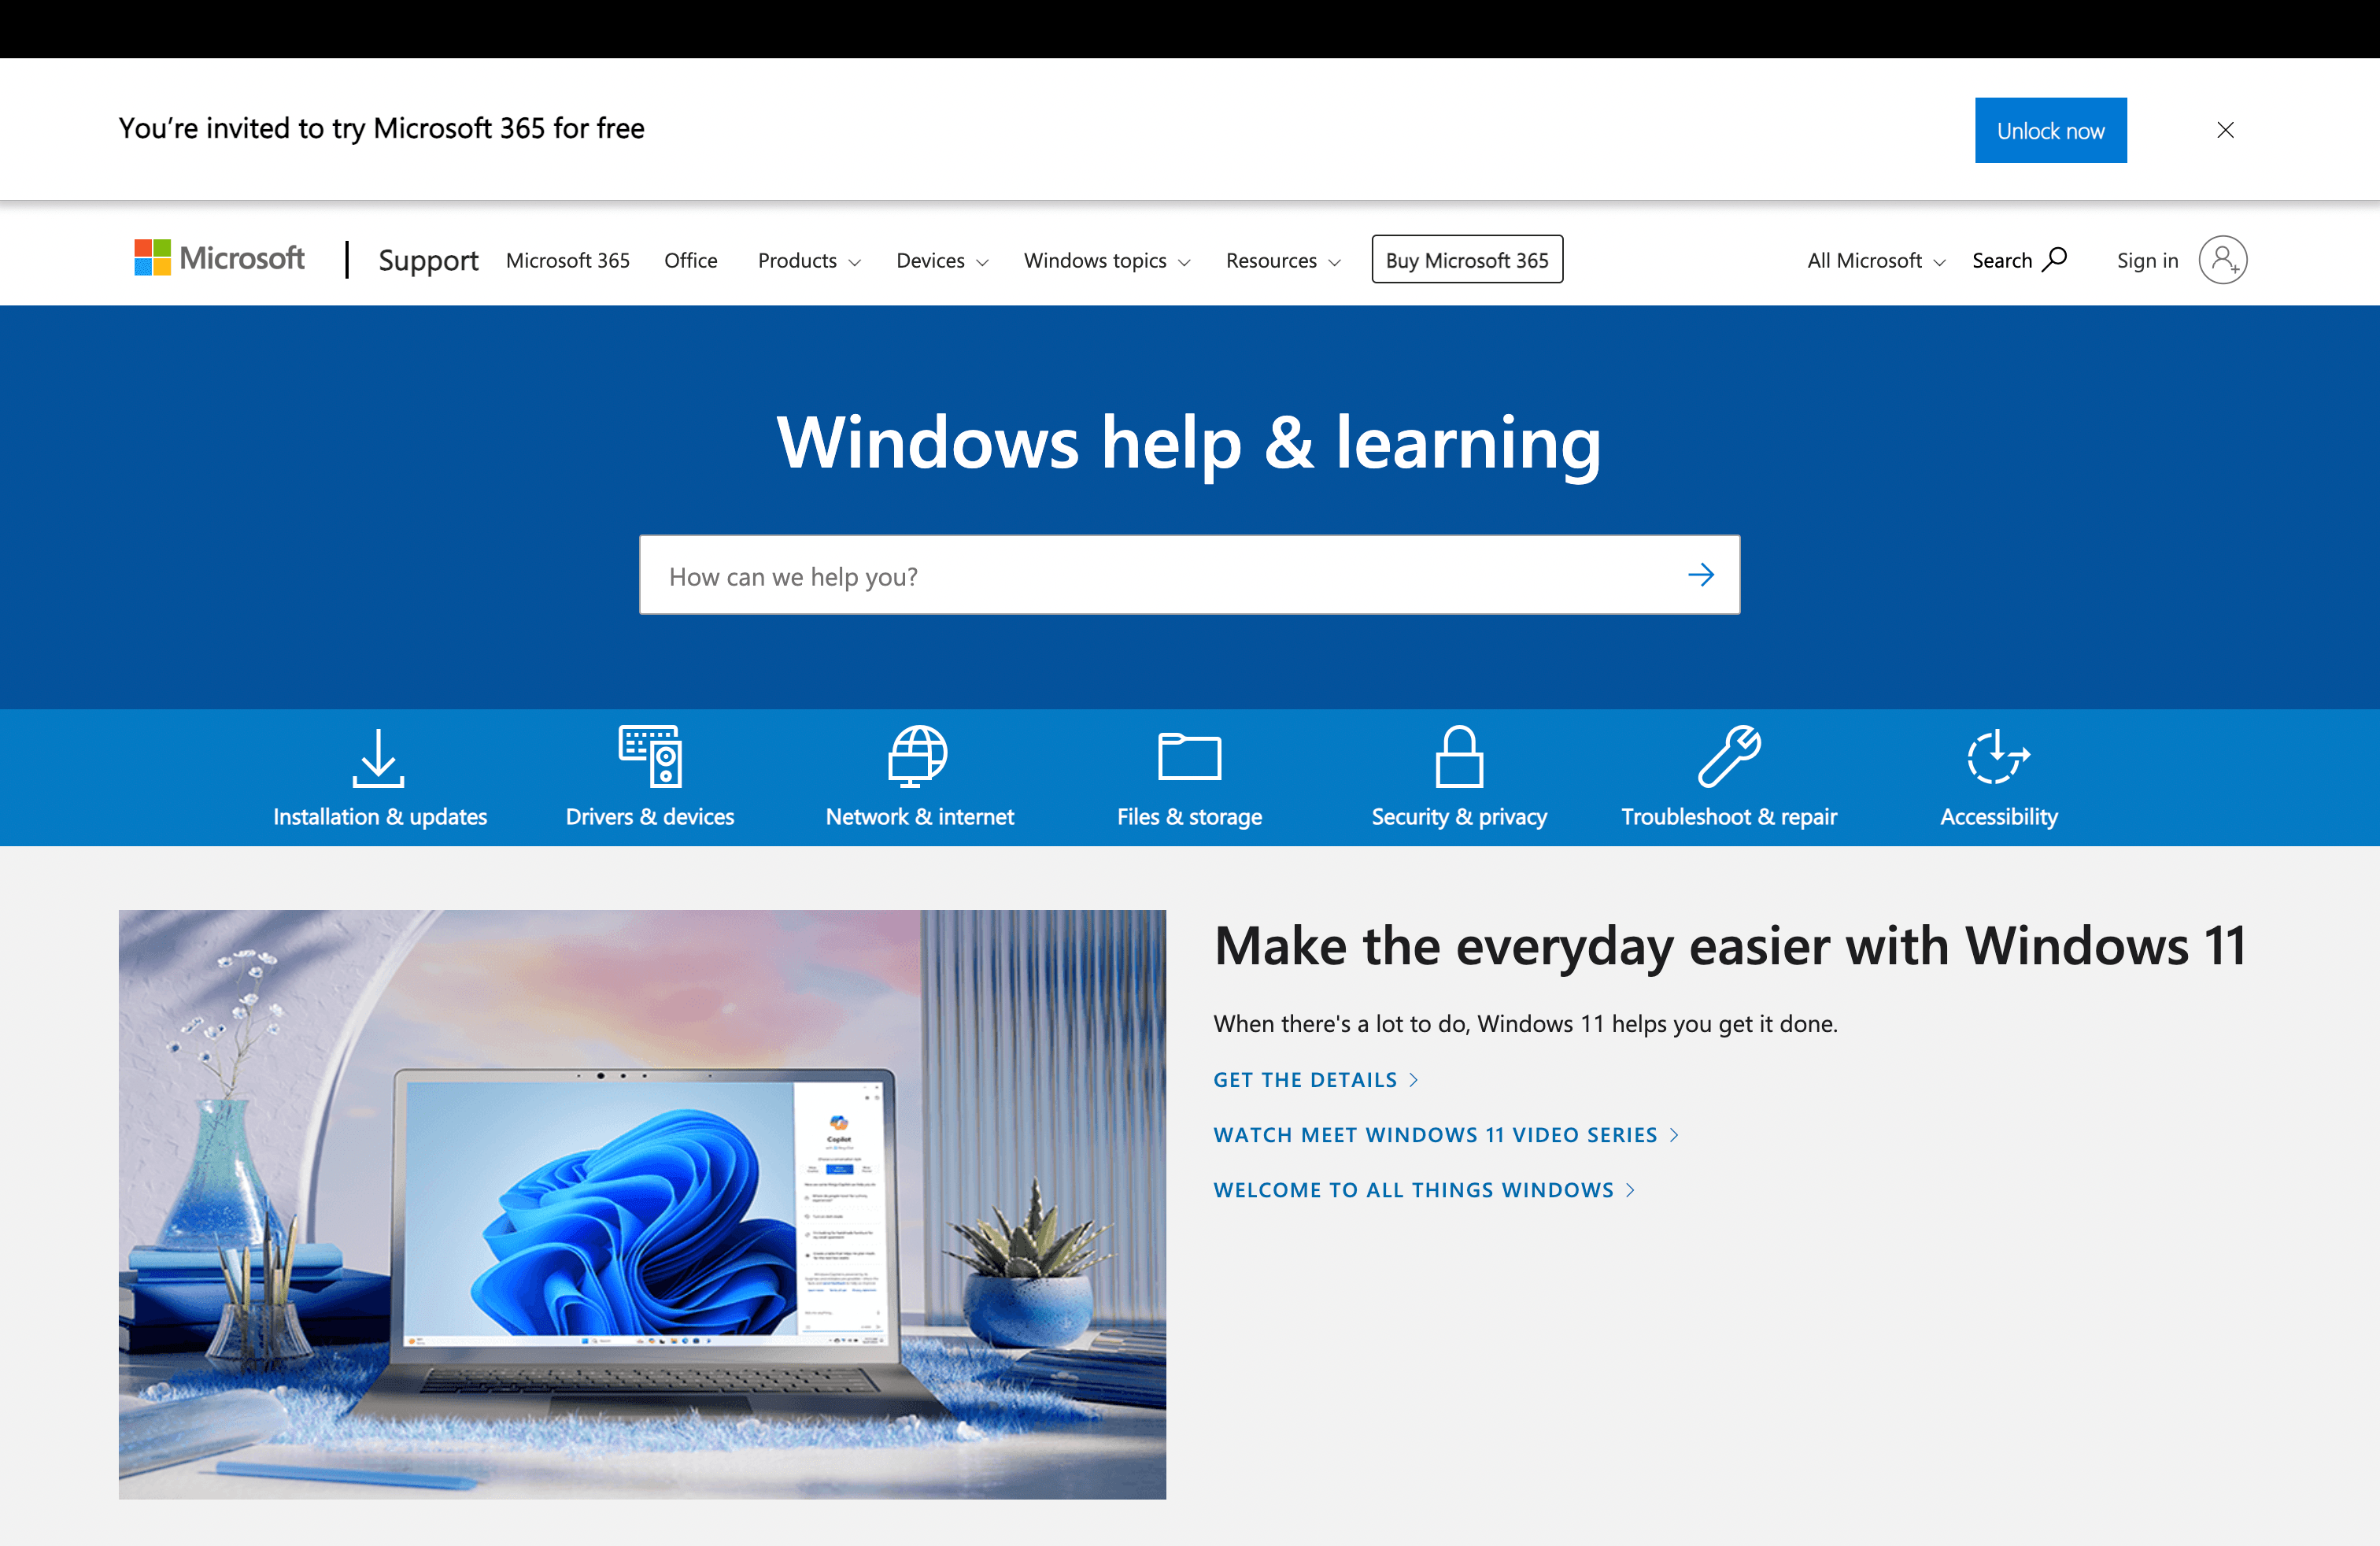 You're invited to try Microsoft 365 for free
Unlock now
Microsoft
Support
Microsoft 365
Office
Products
Devices
Windows topics
Resources
Buy Microsoft 365
All Microsoft
Search
Sign in
Windows help & learning
How can we help you?
Installation & updates
Drivers & devices
Network & internet
Files & storage
Security & privacy
Troubleshoot & repair
Accessibility
Make the everyday easier with Windows 11
When there's a lot to do, Windows 11 helps you get it done.
GET THE DETAILS
WATCH MEET WINDOWS 11 VIDEO SERIES
WELCOME TO ALL THINGS WINDOWS
Copilot